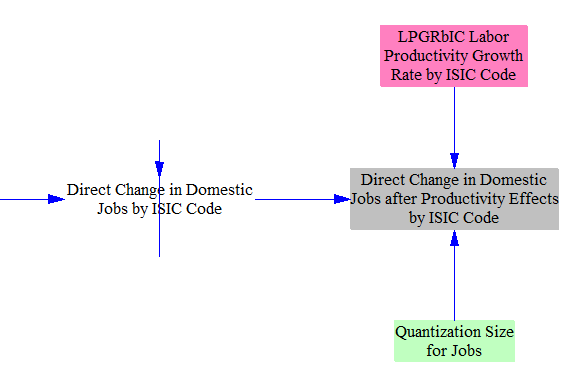 LPGRbIC Labor
Productivity Growth
Rate by ISIC Code
Direct Change in Domestic
Jobs by ISIC Code
Direct Change in Domestic
Jobs after Productivity Effects
by ISIC Code
Quantization Size
for Jobs